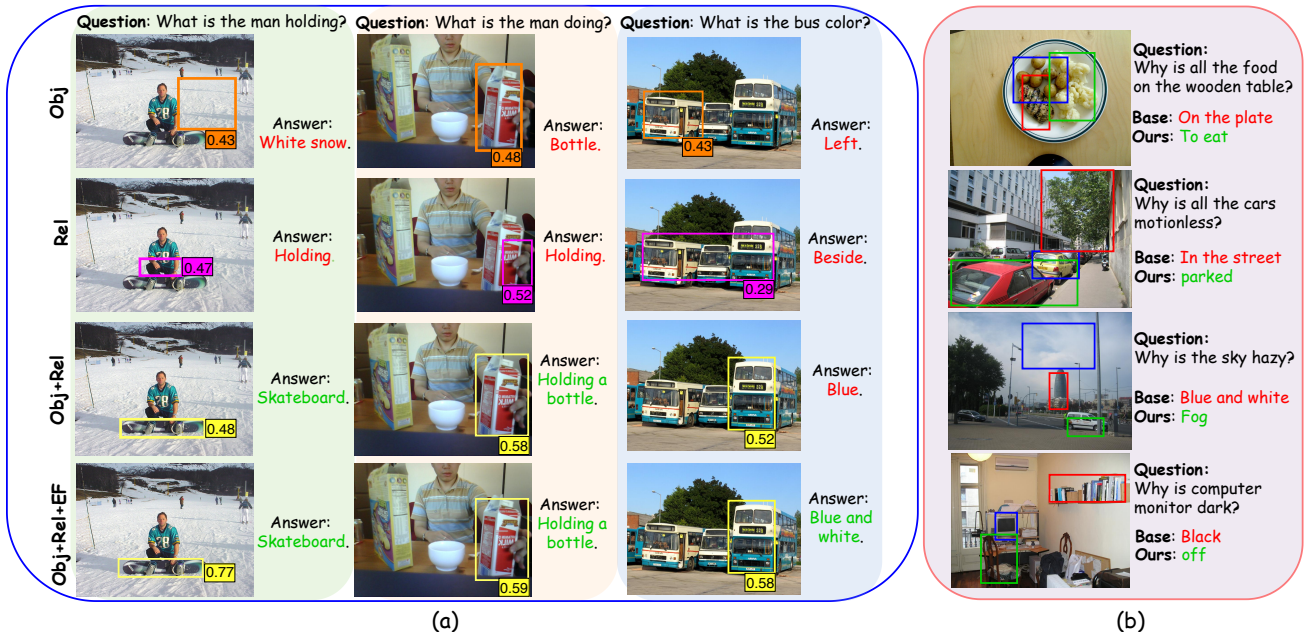 Question: What is the man holding?
Question: What is the man doing?
Question: What is the bus color?
Obj
0.43
Answer:
White snow.
0.48
Answer:
Bottle.
0.43
Answer:
Left.
Rel
0.47
Answer:
Holding.
0.52
Answer:
Holding.
0.29
Answer:
Beside.
Obj+Rel
0.48
Answer:
Skateboard.
0.58
Answer:
Holding a
bottle.
0.52
Answer:
Blue.
Obj+Rel+EF
0.77
Answer:
Skateboard.
0.59
Answer:
Holding a
bottle.
0.58
Answer:
Blue and
white.
(a)
Question:
Why is all the food
on the wooden table?
Base: On the plate
Ours: To eat
Question:
Why is all the cars
motionless?
Base: In the street
Ours: parked
Question:
Why is the sky hazy?
Base: Blue and white
Ours: Fog
Question:
Why is computer
monitor dark?
Base: Black
Ours: off
(b)